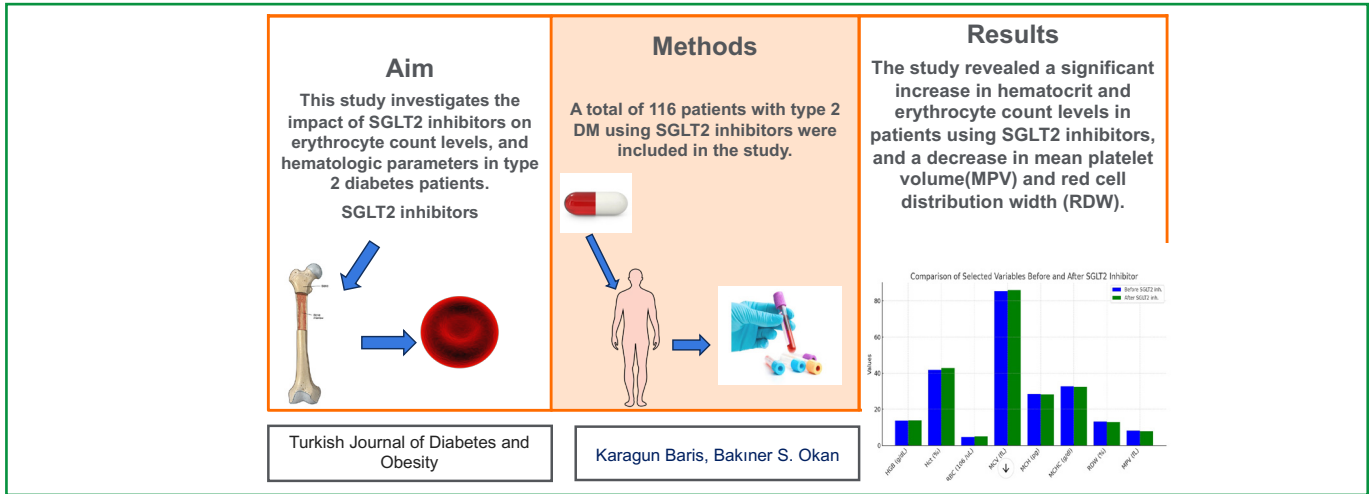 Aim
This study investigates the
impact of SGLT2 inhibitors on
erythrocyte count levels, and
hematologic parameters in type
2 diabetes patients.
SGLT2 inhibitors
Methods
A total of 116 patients with type 2
DM using SGLT2 inhibitors were
included in the study.
Results
The study revealed a significant
increase in hematocrit and
erythrocyte count levels in
patients using SGLT2 inhibitors,
and a decrease in mean platelet
volume(MPV) and red cell
distribution width (RDW).
Comparison of Selected Variables Before and After SGLT2 Inhibitor
Before SGLT2 inh.
After SGLT2 inh.
Values
80
60
40
20
0
HGB (g/dL)
Hct (%)
RBC (106 /uL)
MCV (fL)
MCH (pg)
MCHC (g/dl)
RDW (%)
MPV (fL)
Turkish Journal of Diabetes and
Obesity
Karagun Baris, Bakıner S. Okan